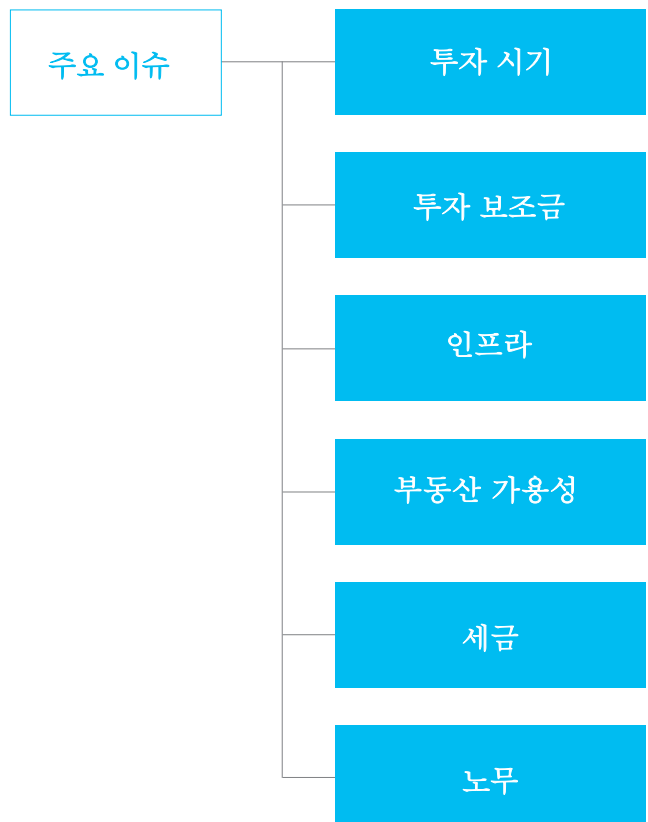 주요 이슈
투자 시기
투자 보조금
인프라
부동산 가용성
세금
노무